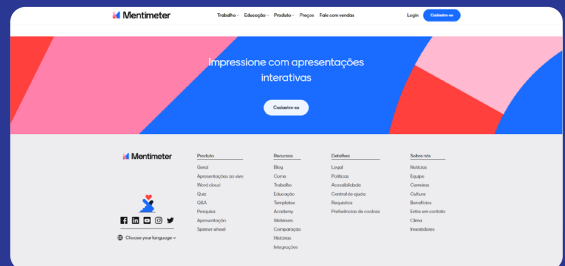 Mentimeter
Trabalho Educação Produto Preços Fale com vendas
Login Cadastre-se
Impressione com apresentações
interativas
Cadastre-se
Mentimeter
Choose your language
Produto
Geral
Apresentações ao vivo
Word cloud
Quiz
Q&A
Pesquisa
Apresentação
Spinner wheel
Recursos
Blog
Como
Trabalho
Educação
Templates
Academy
Webinars
Comparação
Histórias
Integrações
Detalhes
Legal
Políticas
Acessibilidade
Central de ajuda
Requisitos
Preferências de cookies
Sobre nós
Notícias
Equipe
Carreiras
Cultura
Benefícios
Entre em contato
Clima
Investidores